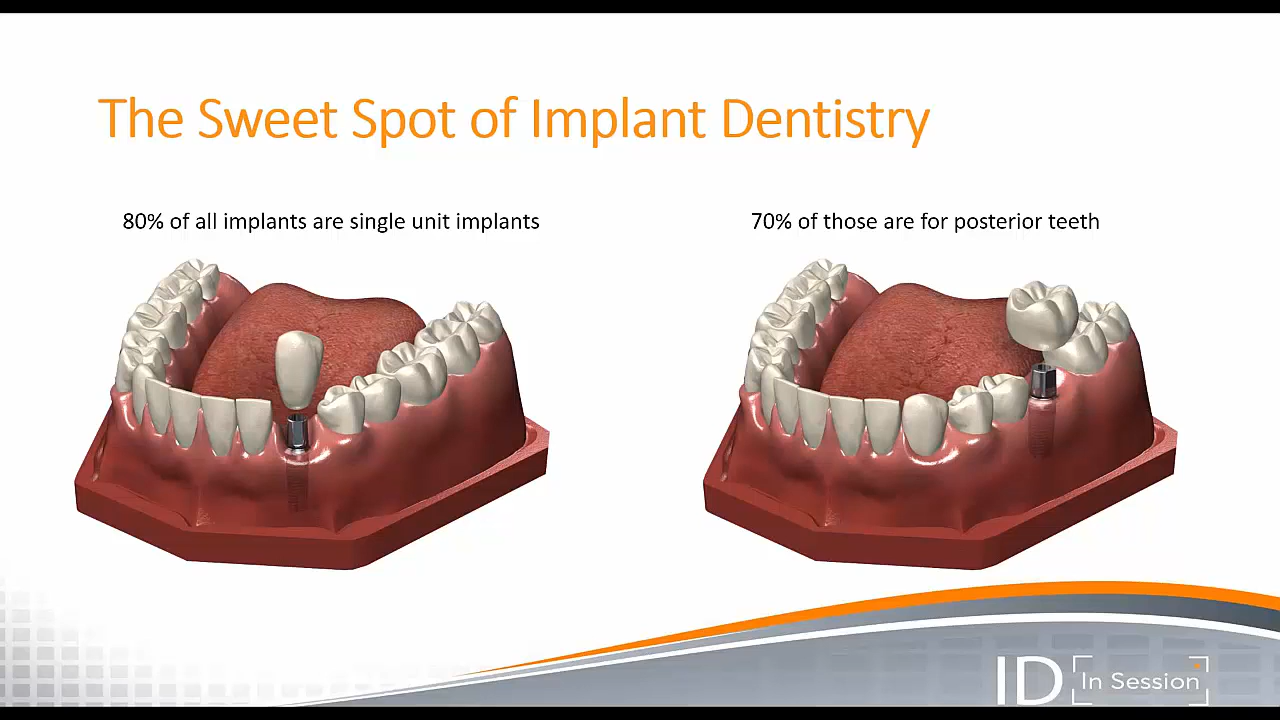 The Sweet Spot of Implant Dentistry
80% of all implants are single unit implants
70% of those are for posterior teeth
ID In Session